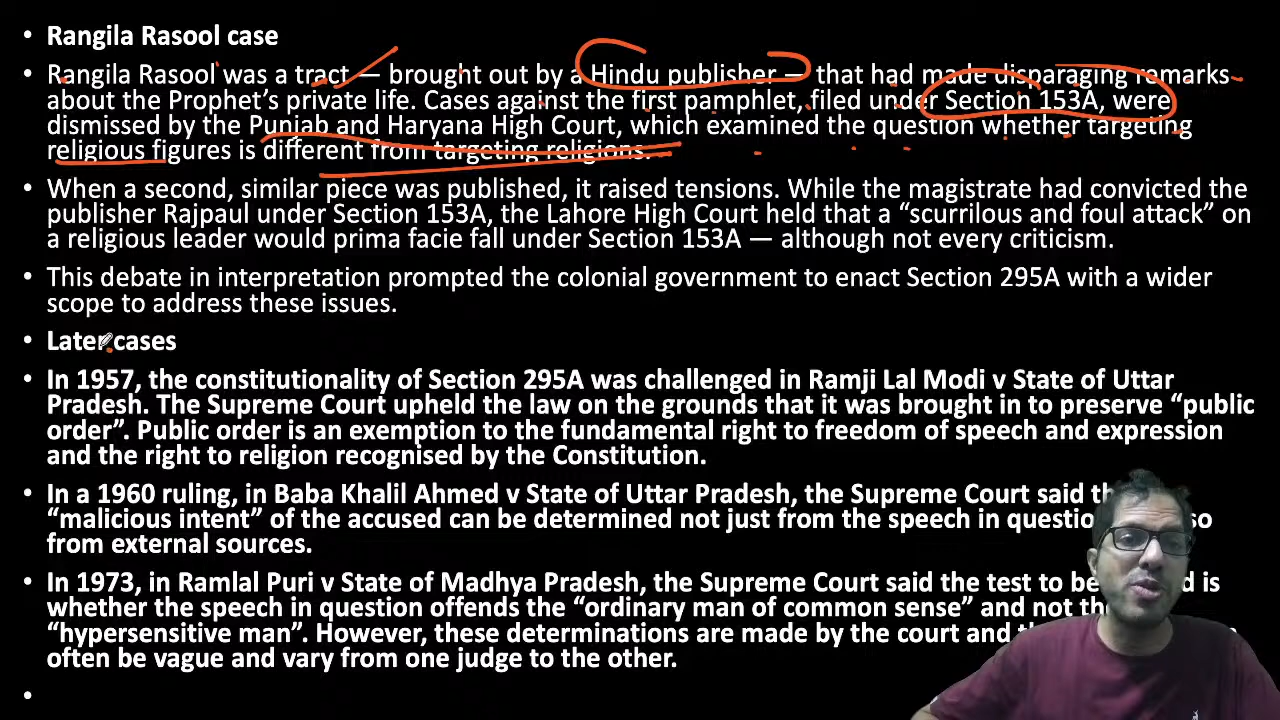 • Rangila Rasool case
• Rangila Rasool was a tract — brought out by a Hindu publisher — that had made disparaging remarks
about the Prophet's private life. Cases against the first pamphlet, filed under Section 153A, were
dismissed by the Punjab and Haryana High Court, which examined the question whether targeting
religious figures is different from targeting religions.
• When a second, similar piece was published, it raised tensions. While the magistrate had convicted the
publisher Rajpaul under Section 153A, the Lahore High Court held that a “scurrilous and foul attack” on
a religious leader would prima facie fall under Section 153A — although not every criticism.
• This debate in interpretation prompted the colonial government to enact Section 295A with a wider
scope to address these issues.
• Later cases
• In 1957, the constitutionality of Section 295A was challenged in Ramji Lal Modi v State of Uttar
Pradesh. The Supreme Court upheld the law on the grounds that it was brought in to preserve “public
order”. Public order is an exemption to the fundamental right to freedom of speech and expression
and the right to religion recognised by the Constitution.
• In a 1960 ruling, in Baba Khalil Ahmed v State of Uttar Pradesh, the Supreme Court said
“malicious intent” of the accused can be determined not just from the speech in so
from external sources.
• In 1973, in Ramlal Puri v State of Madhya Pradesh, the Supreme Court said the test to is
whether the speech in question offends the “ordinary man of common sense” and not
“hypersensitive man”. However, these determinations are made by the court and
often be vague and vary from one judge to the other.
•